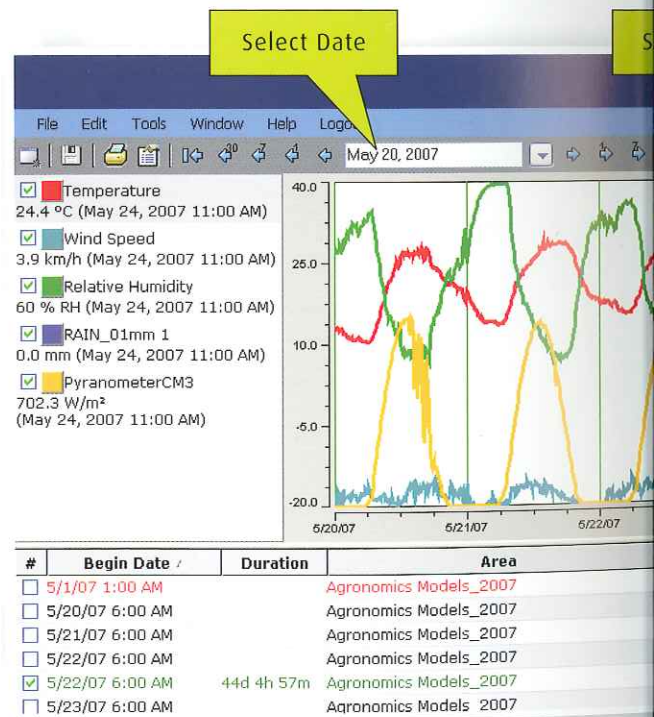 Select Date
S
File Edit Tools Window Help Logo
30 7 1 May 20, 2007 1 7
Temperature
24.4 ºC (May 24, 2007 11:00 AM)
Wind Speed
3.9 km/h (May 24, 2007 11:00 AM)
Relative Humidity
60 % RH (May 24, 2007 11:00 AM)
RAIN_01mm 1
0.0 mm (May 24, 2007 11:00 AM)
PyranometerCM3
702.3 W/m²
(May 24, 2007 11:00 AM)
40.0
25.0
10.0
-5.0
-20.0
5/20/07 5/21/07 5/22/07
# Begin Date / Duration Area
5/1/07 1:00 AM Agronomics Models_2007
5/20/07 6:00 AM Agronomics Models_2007
5/21/07 6:00 AM Agronomics Models_2007
5/22/07 6:00 AM Agronomics Models_2007
5/22/07 6:00 AM 44d 4h 57m Agronomics Models_2007
5/23/07 6:00 AM Agronomics Models_2007